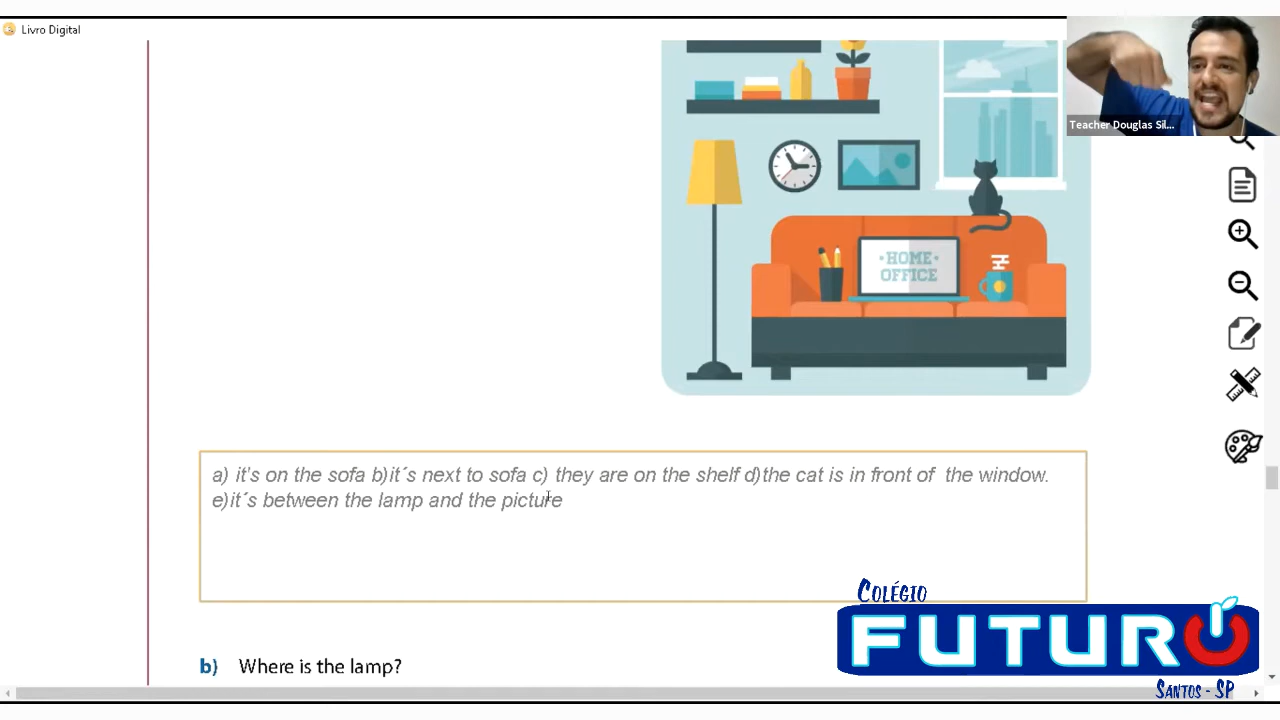 Livro Digital
Teacher Douglas Sil...
•HOME•
OFFICE
a) it's on the sofa b)it´s next to sofa c) they are on the shelf d)the cat is in front of  the window.
e)it´s between the lamp and the picture
COLÉGIO
FUTURO
SANTOS - SP
b) Where is the lamp?